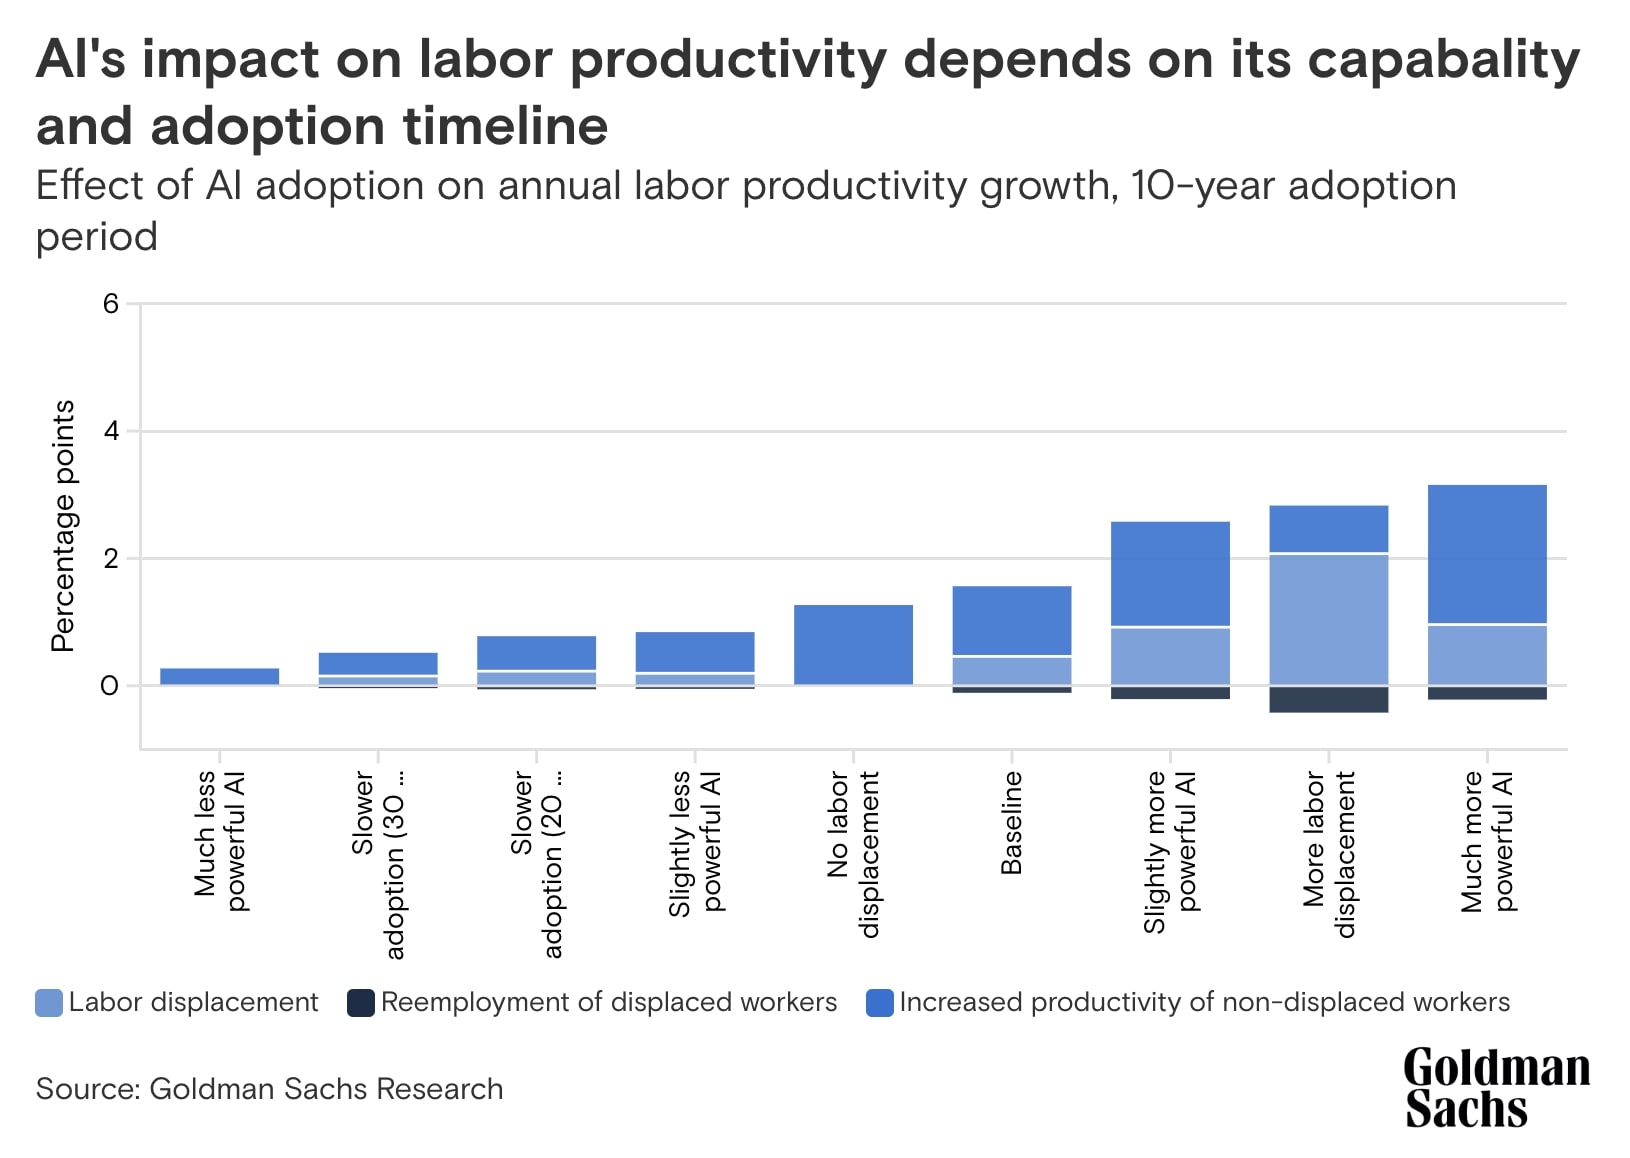 AI's impact on labor productivity depends on its capabality
and adoption timeline
Effect of AI adoption on annual labor productivity growth, 10-year adoption
period
Percentage points
6
4
2
0
Much less
powerful AI
Slower
adoption (30 ...
Slower
adoption (20 ...
Slightly less
powerful AI
No labor
displacement
Baseline
Slightly more
powerful AI
More labor
displacement
Much more
powerful AI
Labor displacement
Reemployment of displaced workers
Increased productivity of non-displaced workers
Source: Goldman Sachs Research
Goldman
Sachs